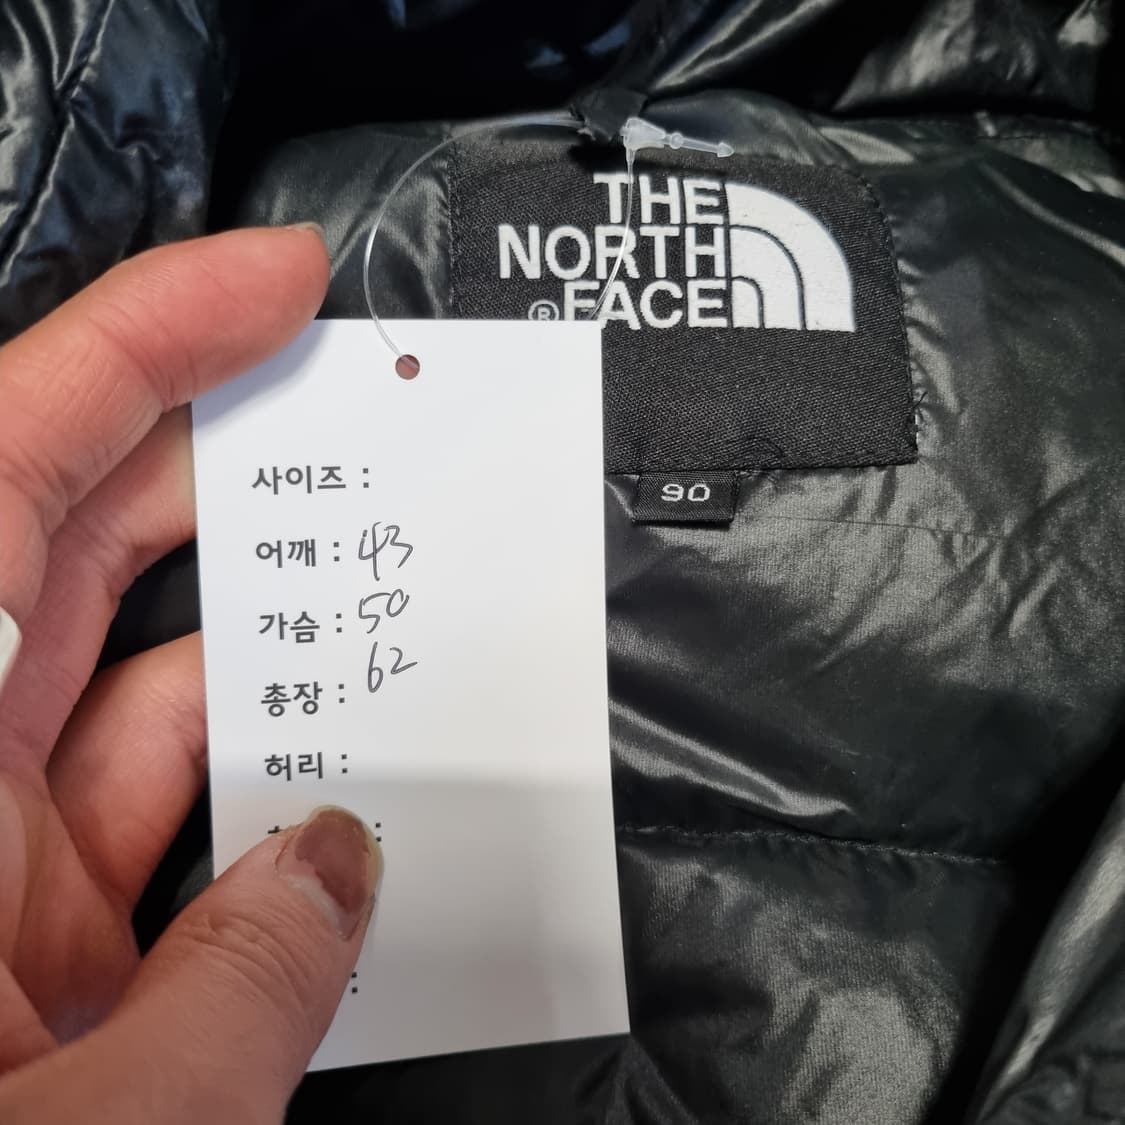 THE
NORTH
® FACE
90
사이즈 :
어깨 : 43
가슴 : 50
총장 : 62
허리 :
:
: